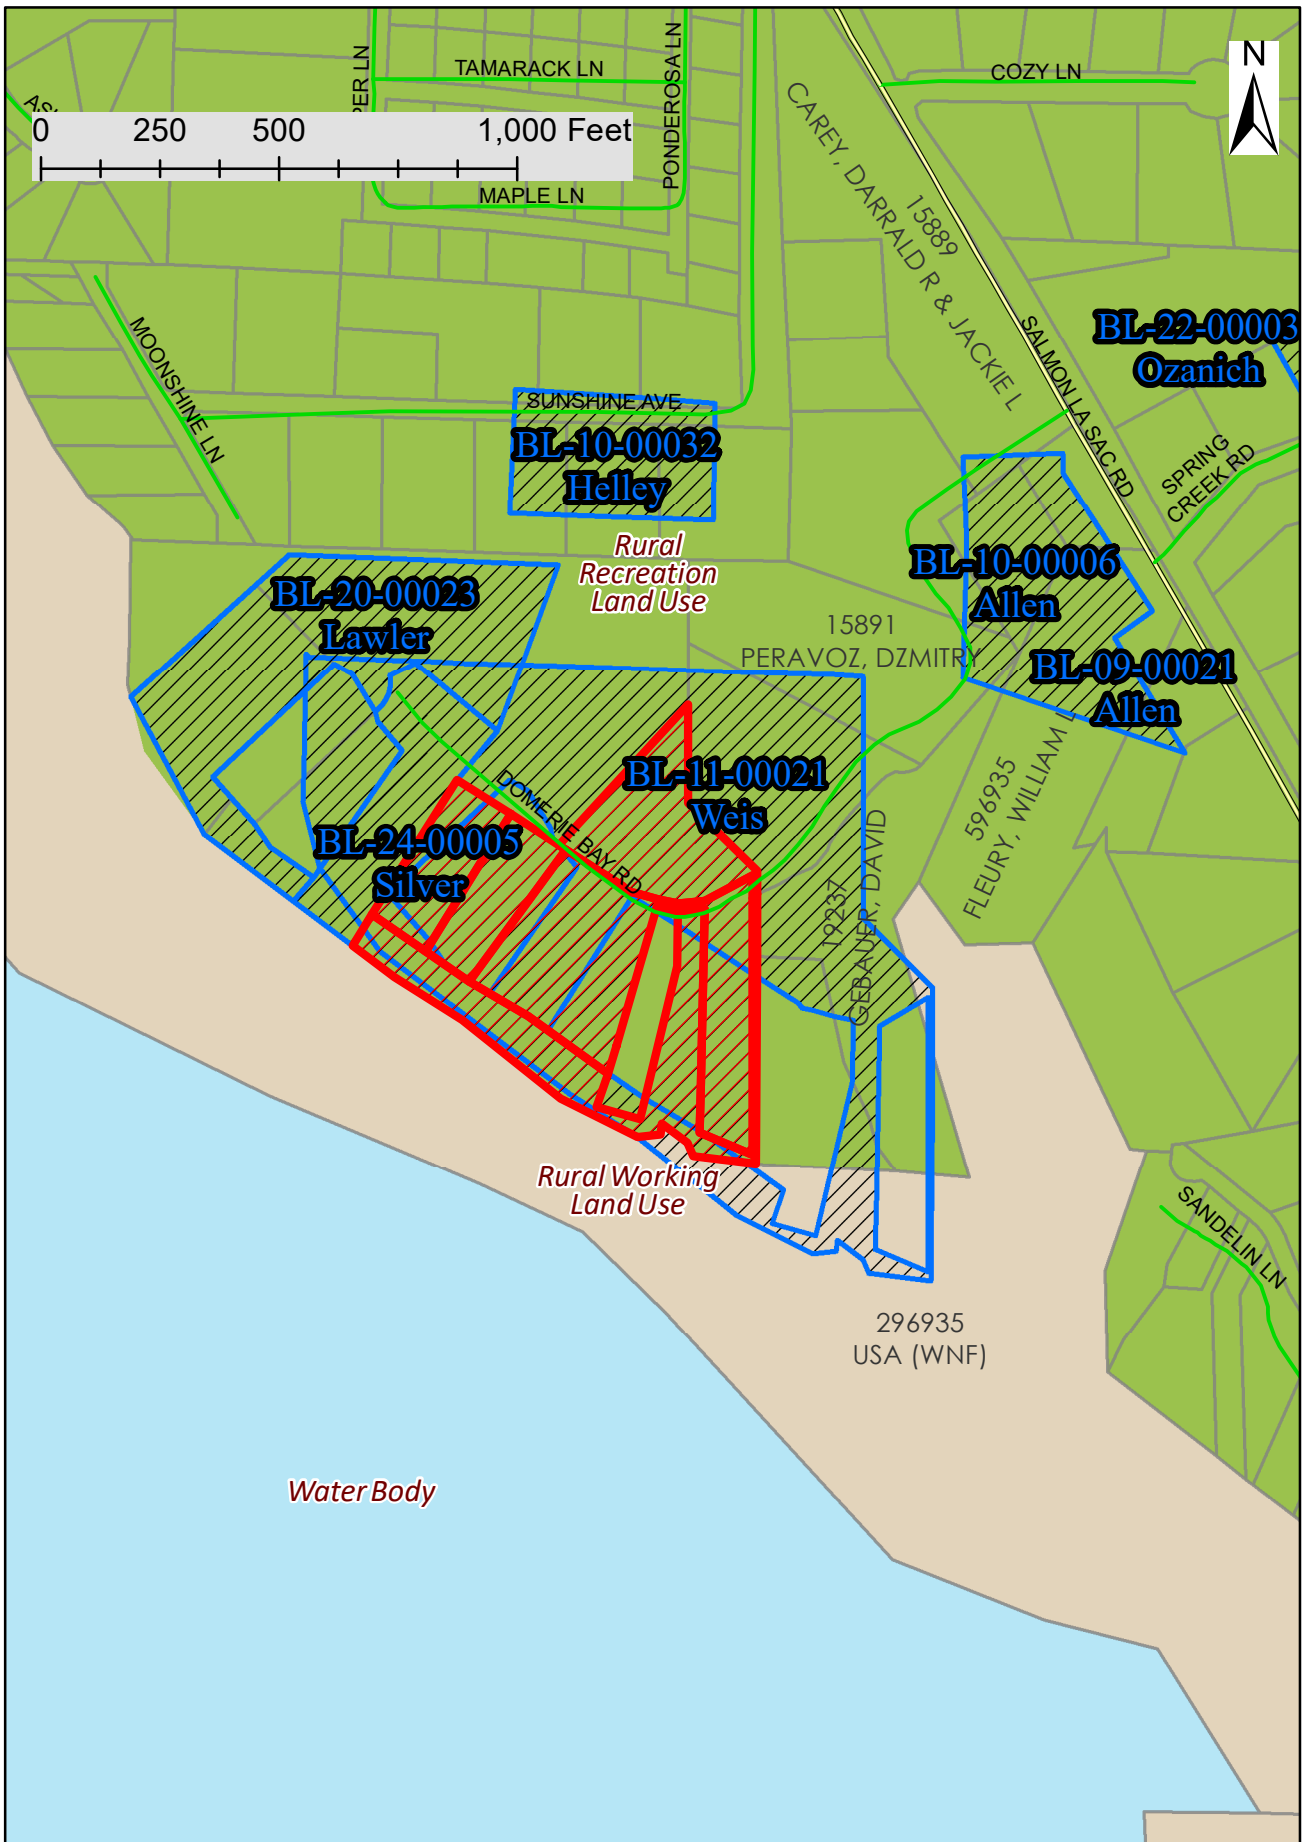 TAMARACK LN
COZY LN
N
PER LN
PONDEROSA LN
0 250 500 1,000 Feet
MAPLE LN
CAREY, DARRALD R & JACKIE L
15889
MOONSHINE LN
SALMON LA SAC RD
BL-22-00003
Ozanich
SUNSHINE AVE
BL-10-00032
Helley
SPRING
CREEK RD
Rural
Recreation
Land Use
BL-10-00006
Allen
BL-20-00023
Lawler
15891
PERAVOZ, DZMITRY
BL-09-00021
Allen
BL-11-00021
Weis
DOMERIE BAY RD
596935
FLEURY, WILLIAM L
BL-24-00005
Silver
19237
GEBAUER, DAVID
Rural Working
Land Use
SANDELIN LN
296935
USA (WNF)
Water Body